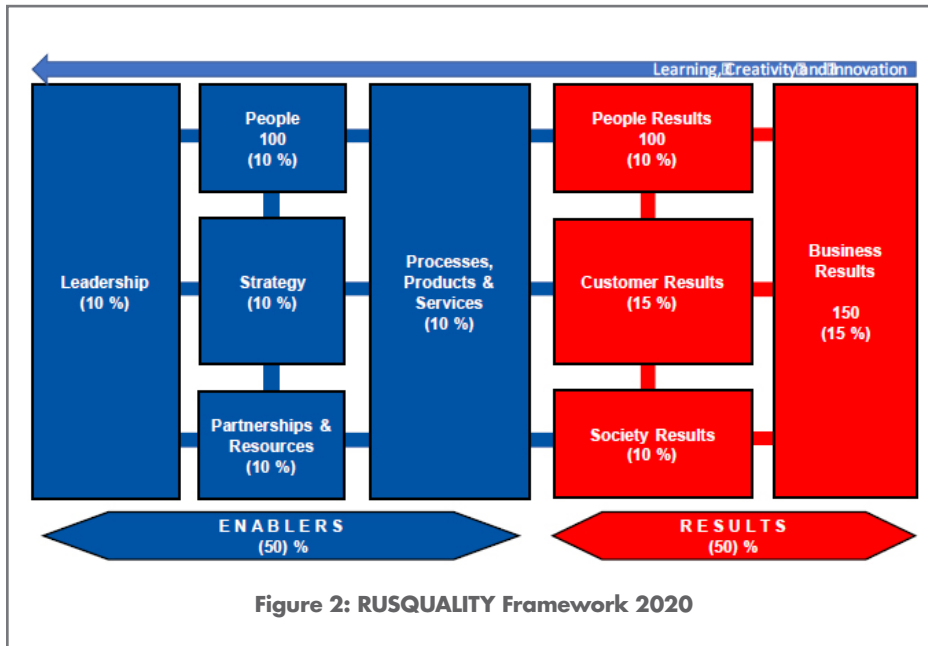 Learning, Creativity and Innovation
Leadership
(10 %)
People
100
(10 %)
Strategy
(10 %)
Partnerships &
Resources
(10 %)
Processes,
Products &
Services
(10 %)
People Results
100
(10 %)
Customer Results
(15 %)
Society Results
(10 %)
Business
Results
150
(15 %)
ENABLERS
(50) %
RESULTS
(50) %
Figure 2: RUSQUALITY Framework 2020